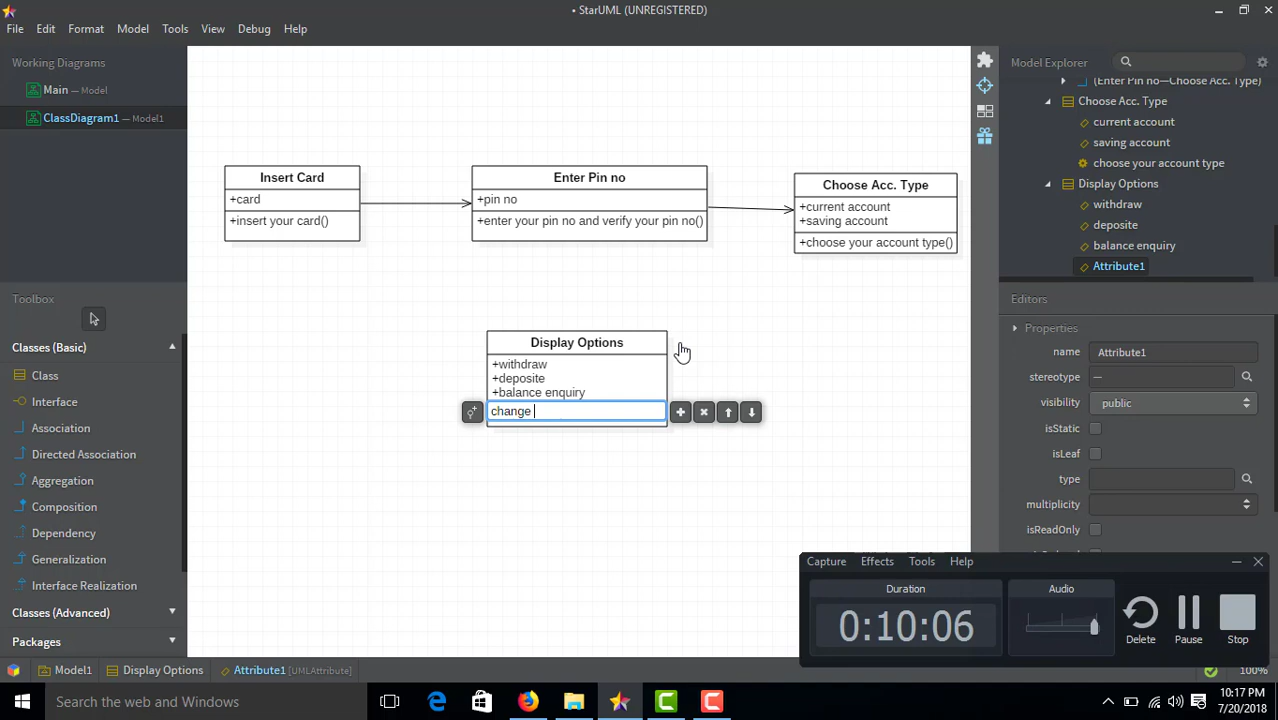 • StarUML (UNREGISTERED)
File Edit Format Model Tools View Debug Help
Working Diagrams
Main — Model
ClassDiagram1 — Model1
Toolbox
Classes (Basic)
Class
Interface
Association
Directed Association
Aggregation
Composition
Dependency
Generalization
Interface Realization
Classes (Advanced)
Packages
Insert Card
+card
+insert your card()
Enter Pin no
+pin no
+enter your pin no and verify your pin no()
Choose Acc. Type
+current account
+saving account
+choose your account type()
Display Options
+withdraw
+deposite
+balance enquiry
change
Model Explorer
(Enter Pin no—Choose Acc. Type)
Choose Acc. Type
current account
saving account
choose your account type
Display Options
withdraw
deposite
balance enquiry
Attribute1
Editors
Properties
name Attribute1
stereotype —
visibility public
isStatic
isLeaf
type
multiplicity
isReadOnly
Capture Effects Tools Help
Duration
0:10:06
Audio
Delete Pause Stop
Model1 Display Options Attribute1 [UMLAttribute]
100%
Search the web and Windows
10:17 PM
7/20/2018